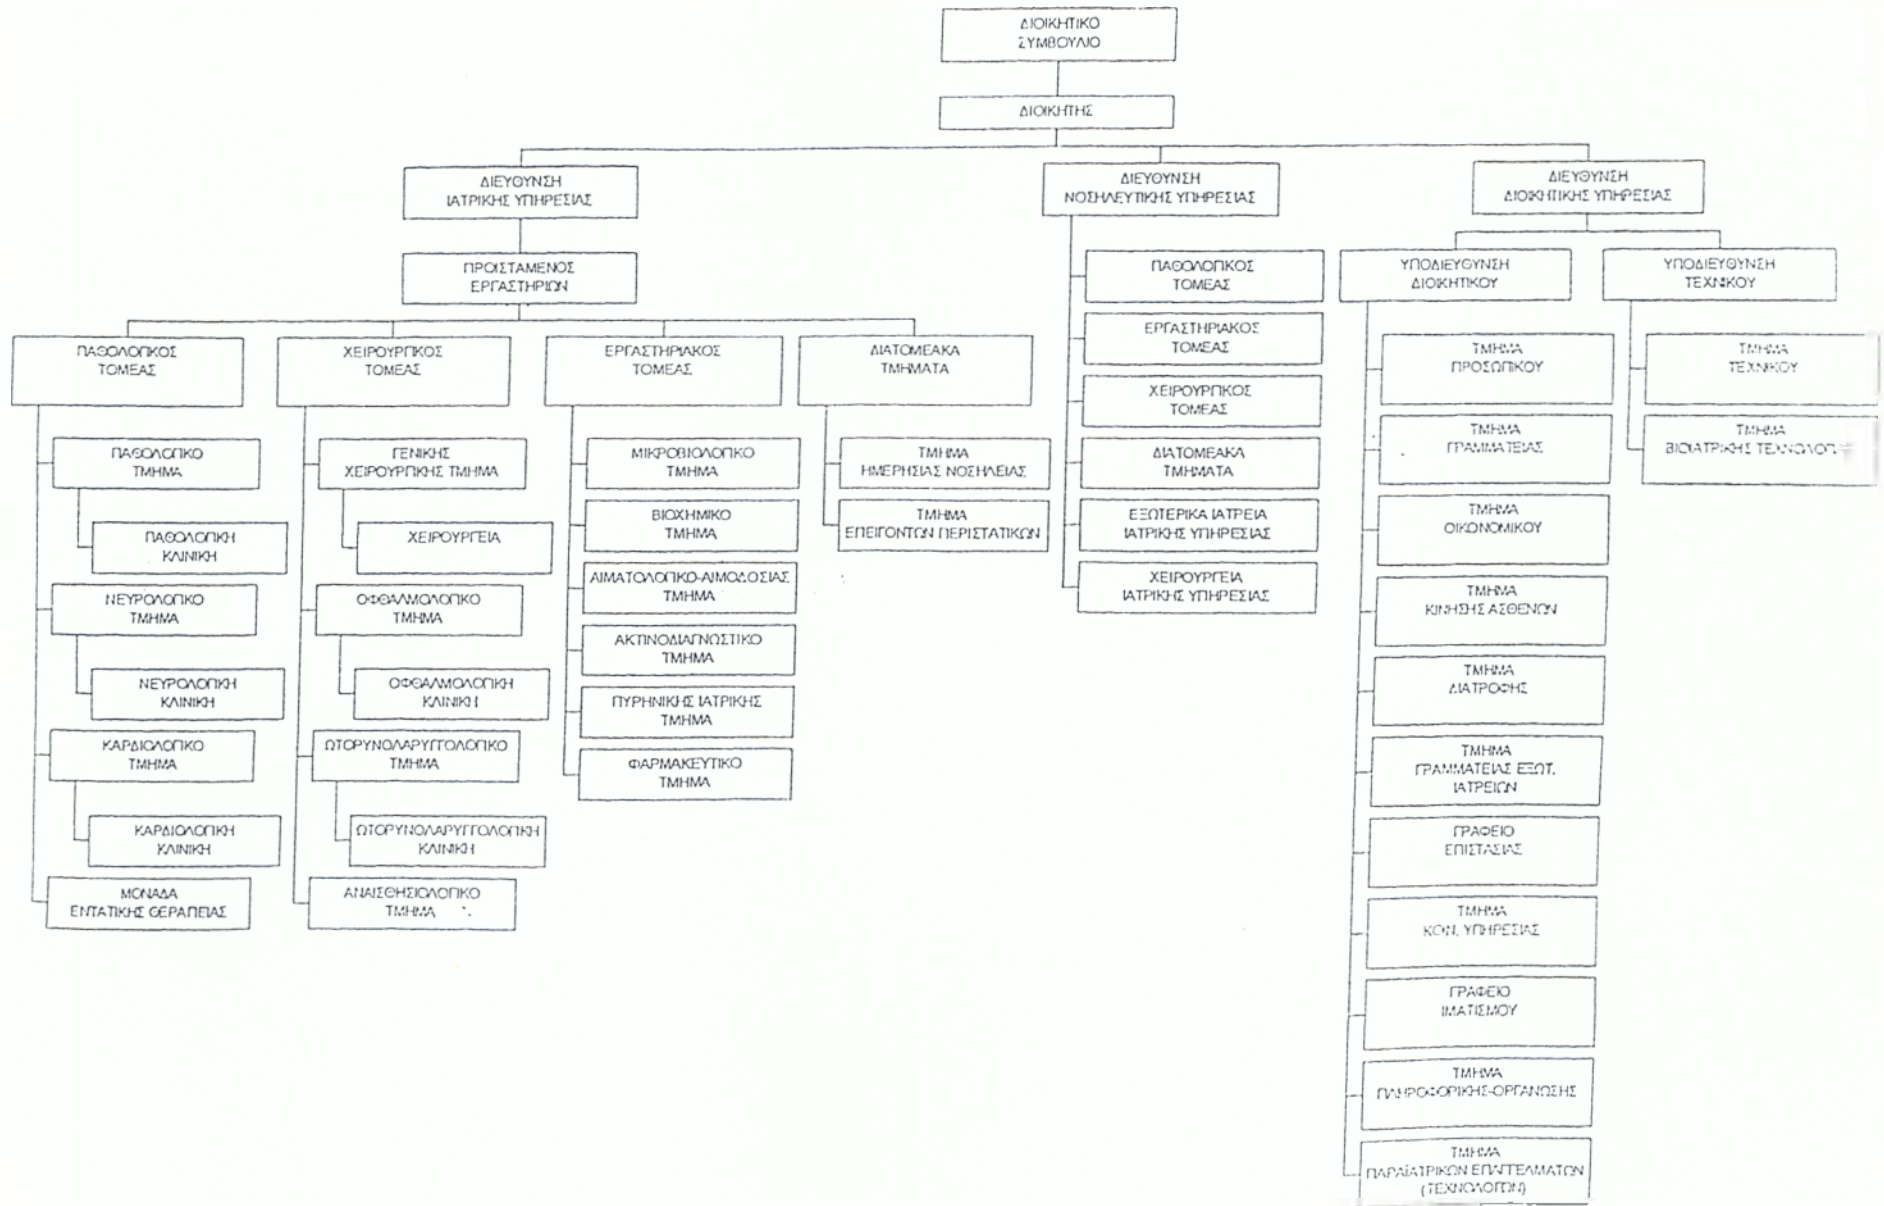 ΔΙΟΙΚΗΤΙΚΟ
ΣΥΜΒΟΥΛΙΟ
ΔΙΟΙΚΗΤΗΣ
ΔΙΕΥΘΥΝΣΗ
ΙΑΤΡΙΚΗΣ ΥΠΗΡΕΣΙΑΣ
ΠΡΟΙΣΤΑΜΕΝΟΣ
ΕΡΓΑΣΤΗΡΙΩΝ
ΠΑΘΟΛΟΓΙΚΟΣ
ΤΟΜΕΑΣ
ΠΑΘΟΛΟΓΙΚΟ
ΤΜΗΜΑ
ΠΑΘΟΛΟΓΙΚΗ
ΚΛΙΝΙΚΗ
ΝΕΥΡΟΛΟΓΙΚΟ
ΤΜΗΜΑ
ΝΕΥΡΟΛΟΓΙΚΗ
ΚΛΙΝΙΚΗ
ΚΑΡΔΙΟΛΟΓΙΚΟ
ΤΜΗΜΑ
ΚΑΡΔΙΟΛΟΓΙΚΗ
ΚΛΙΝΙΚΗ
ΜΟΝΑΔΑ
ΕΝΤΑΤΙΚΗΣ ΘΕΡΑΠΕΙΑΣ
ΧΕΙΡΟΥΡΓΙΚΟΣ
ΤΟΜΕΑΣ
ΓΕΝΙΚΗΣ
ΧΕΙΡΟΥΡΓΙΚΗΣ ΤΜΗΜΑ
ΧΕΙΡΟΥΡΓΕΙΑ
ΟΦΘΑΛΜΟΛΟΓΙΚΟ
ΤΜΗΜΑ
ΟΦΘΑΛΜΟΛΟΓΙΚΗ
ΚΛΙΝΙΚΗ
ΩΤΟΡΥΝΟΛΑΡΥΓΓΟΛΟΓΙΚΟ
ΤΜΗΜΑ
ΩΤΟΡΥΝΟΛΑΡΥΓΓΟΛΟΓΙΚΗ
ΚΛΙΝΙΚΗ
ΑΝΑΙΣΘΗΣΙΟΛΟΓΙΚΟ
ΤΜΗΜΑ
ΕΡΓΑΣΤΗΡΙΑΚΟΣ
ΤΟΜΕΑΣ
ΜΙΚΡΟΒΙΟΛΟΓΙΚΟ
ΤΜΗΜΑ
ΒΙΟΧΗΜΙΚΟ
ΤΜΗΜΑ
ΑΙΜΑΤΟΛΟΓΙΚΟ-ΑΙΜΟΔΟΣΙΑΣ
ΤΜΗΜΑ
ΑΚΤΙΝΟΔΙΑΓΝΩΣΤΙΚΟ
ΤΜΗΜΑ
ΠΥΡΗΝΙΚΗΣ ΙΑΤΡΙΚΗΣ
ΤΜΗΜΑ
ΦΑΡΜΑΚΕΥΤΙΚΟ
ΤΜΗΜΑ
ΔΙΑΤΟΜΕΑΚΑ
ΤΜΗΜΑΤΑ
ΤΜΗΜΑ
ΗΜΕΡΗΣΙΑΣ ΝΟΣΗΛΕΙΑΣ
ΤΜΗΜΑ
ΕΠΕΙΓΟΝΤΩΝ ΠΕΡΙΣΤΑΤΙΚΩΝ
ΔΙΕΥΘΥΝΣΗ
ΝΟΣΗΛΕΥΤΙΚΗΣ ΥΠΗΡΕΣΙΑΣ
ΠΑΘΟΛΟΓΙΚΟΣ
ΤΟΜΕΑΣ
ΕΡΓΑΣΤΗΡΙΑΚΟΣ
ΤΟΜΕΑΣ
ΧΕΙΡΟΥΡΓΙΚΟΣ
ΤΟΜΕΑΣ
ΔΙΑΤΟΜΕΑΚΑ
ΤΜΗΜΑΤΑ
ΕΞΩΤΕΡΙΚΑ ΙΑΤΡΕΙΑ
ΙΑΤΡΙΚΗΣ ΥΠΗΡΕΣΙΑΣ
ΧΕΙΡΟΥΡΓΕΙΑ
ΙΑΤΡΙΚΗΣ ΥΠΗΡΕΣΙΑΣ
ΔΙΕΥΘΥΝΣΗ
ΔΙΟΙΚΗΤΙΚΗΣ ΥΠΗΡΕΣΙΑΣ
ΥΠΟΔΙΕΥΘΥΝΣΗ
ΔΙΟΙΚΗΤΙΚΟΥ
ΤΜΗΜΑ
ΠΡΟΣΩΠΙΚΟΥ
ΤΜΗΜΑ
ΓΡΑΜΜΑΤΕΙΑΣ
ΤΜΗΜΑ
ΟΙΚΟΝΟΜΙΚΟΥ
ΤΜΗΜΑ
ΚΙΝΗΣΗΣ ΑΣΘΕΝΩΝ
ΤΜΗΜΑ
ΔΙΑΤΡΟΦΗΣ
ΤΜΗΜΑ
ΓΡΑΜΜΑΤΕΙΑΣ ΕΞΩΤ.
ΙΑΤΡΕΙΩΝ
ΓΡΑΦΕΙΟ
ΕΠΙΣΤΑΣΙΑΣ
ΤΜΗΜΑ
ΚΟΙΝ. ΥΠΗΡΕΣΙΑΣ
ΓΡΑΦΕΙΟ
ΙΜΑΤΙΣΜΟΥ
ΤΜΗΜΑ
ΠΛΗΡΟΦΟΡΙΚΗΣ-ΟΡΓΑΝΩΣΗΣ
ΤΜΗΜΑ
ΠΑΡΑΪΑΤΡΙΚΩΝ ΕΠΑΓΓΕΛΜΑΤΩΝ
(ΤΕΧΝΟΛΟΓΩΝ)
ΥΠΟΔΙΕΥΘΥΝΣΗ
ΤΕΧΝΙΚΟΥ
ΤΜΗΜΑ
ΤΕΧΝΙΚΟΥ
ΤΜΗΜΑ
ΒΙΟΙΑΤΡΙΚΗΣ